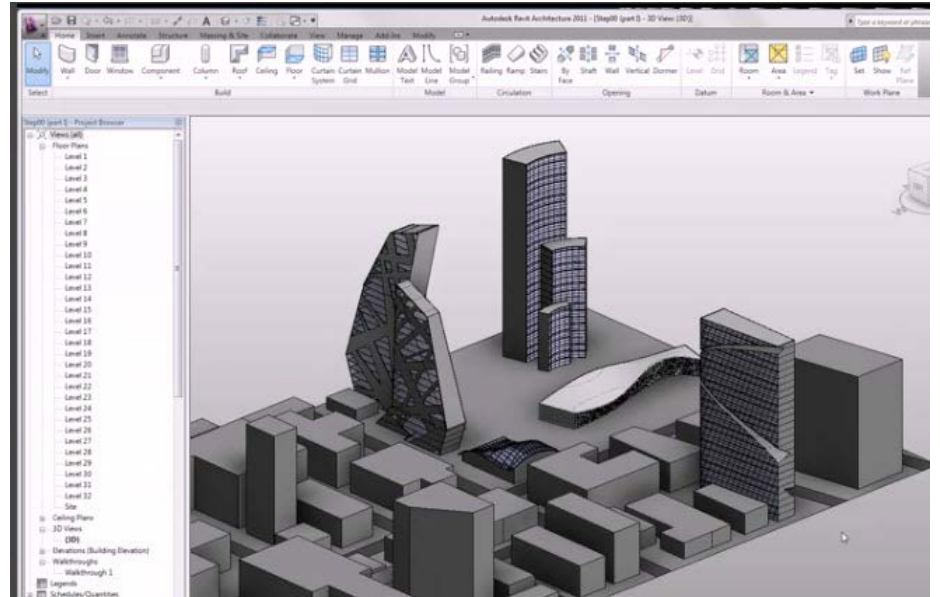 Autodesk Revit Architecture 2011 - [Step00 (part I) - 3D View: {3D}]
Type a keyword or phrase
Home Insert Annotate Structure Massing & Site Collaborate View Manage Add-Ins Modify
Modify Wall Door Window Component Column Roof Ceiling Floor Curtain System Curtain Grid Mullion Model Text Model Line Model Group Railing Ramp Stairs By Face Shaft Wall Vertical Dormer Level Grid Room Area Legend Tag Set Show Ref Plane
Select Build Model Circulation Opening Datum Room & Area Work Plane
Step00 (part I) - Project Browser
Views (all)
Floor Plans
Level 1
Level 2
Level 3
Level 4
Level 5
Level 6
Level 7
Level 8
Level 9
Level 10
Level 11
Level 12
Level 13
Level 14
Level 15
Level 16
Level 17
Level 18
Level 19
Level 20
Level 21
Level 22
Level 23
Level 24
Level 25
Level 26
Level 27
Level 28
Level 29
Level 30
Level 31
Level 32
Site
Ceiling Plans
3D Views
{3D}
Elevations (Building Elevation)
Walkthroughs
Walkthrough 1
Legends
Schedules/Quantities